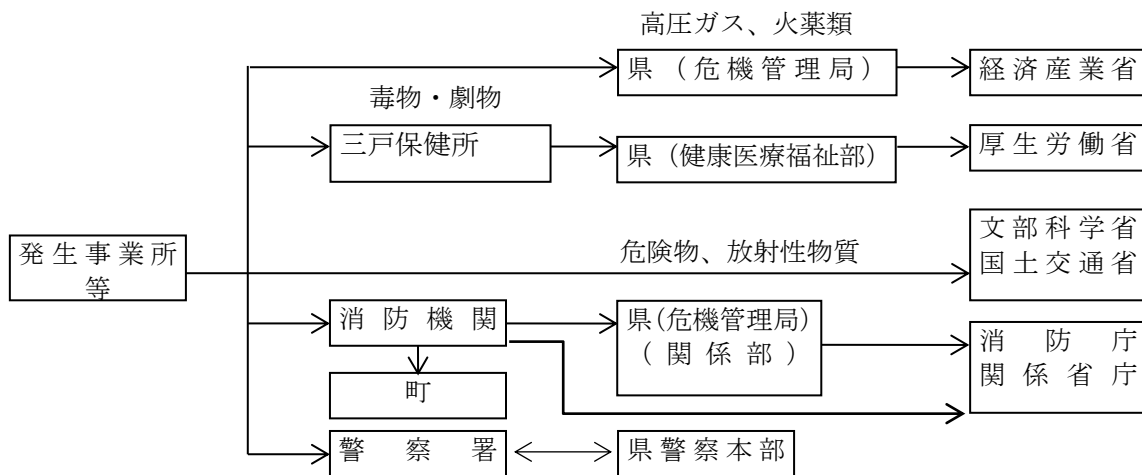 高圧ガス、火薬類
県（危機管理局）
経済産業省
毒物・劇物
三戸保健所
県（健康医療福祉部）
厚生労働省
発生事業所
等
危険物、放射性物質
文部科学省
国土交通省
消防機関
県（危機管理局）
（関係部）
消防庁
関係省庁
町
警察署
県警察本部